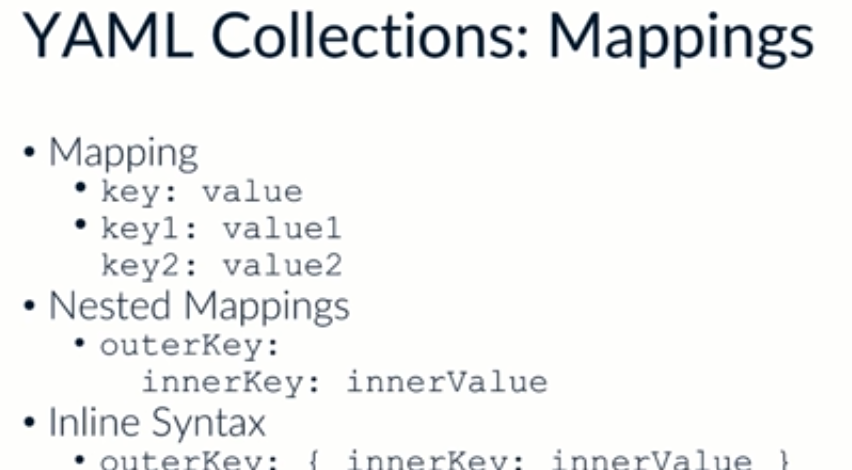 YAML Collections: Mappings
• Mapping
• key: value
• key1: value1
key2: value2
• Nested Mappings
• outerKey:
innerKey: innerValue
• Inline Syntax
• outerKey: { innerKey: innerValue }